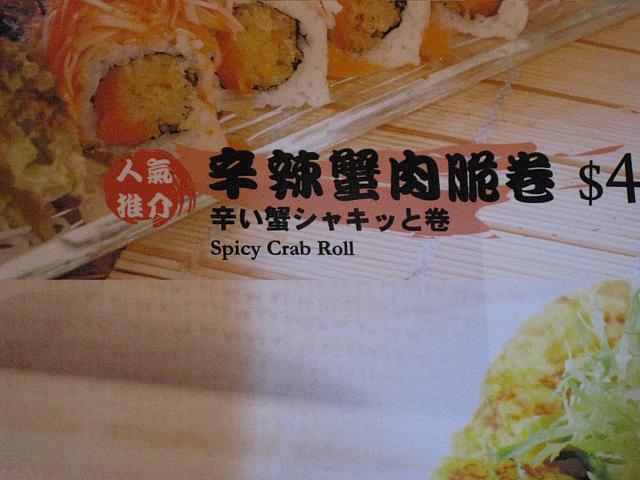 人氣
推介
辛辣蟹肉脆卷 $4
辛い蟹シャキッと卷
Spicy Crab Roll